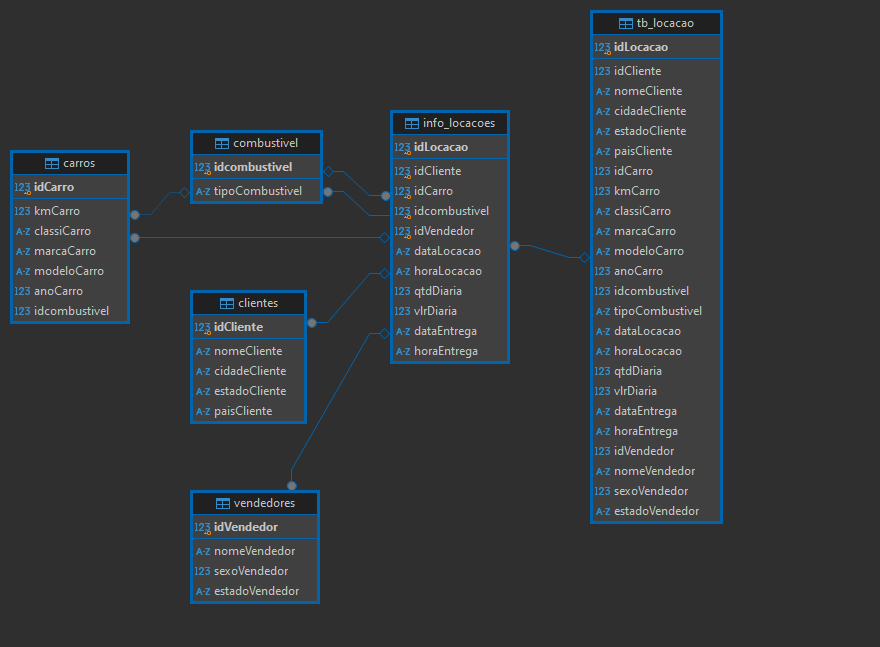 carros
123 idCarro
123 kmCarro
A-Z classiCarro
A-Z marcaCarro
A-Z modeloCarro
123 anoCarro
123 idcombustivel
combustivel
123 idcombustivel
A-Z tipoCombustivel
clientes
123 idCliente
A-Z nomeCliente
A-Z cidadeCliente
A-Z estadoCliente
A-Z paisCliente
vendedores
123 idVendedor
A-Z nomeVendedor
123 sexoVendedor
A-Z estadoVendedor
info_locacoes
123 idLocacao
123 idCliente
123 idCarro
123 idcombustivel
123 idVendedor
A-Z dataLocacao
A-Z horaLocacao
123 qtdDiaria
123 vlrDiaria
A-Z dataEntrega
A-Z horaEntrega
tb_locacao
123 idLocacao
123 idCliente
A-Z nomeCliente
A-Z cidadeCliente
A-Z estadoCliente
A-Z paisCliente
123 idCarro
123 kmCarro
A-Z classiCarro
A-Z marcaCarro
A-Z modeloCarro
123 anoCarro
123 idcombustivel
A-Z tipoCombustivel
A-Z dataLocacao
A-Z horaLocacao
123 qtdDiaria
123 vlrDiaria
A-Z dataEntrega
A-Z horaEntrega
123 idVendedor
A-Z nomeVendedor
123 sexoVendedor
A-Z estadoVendedor